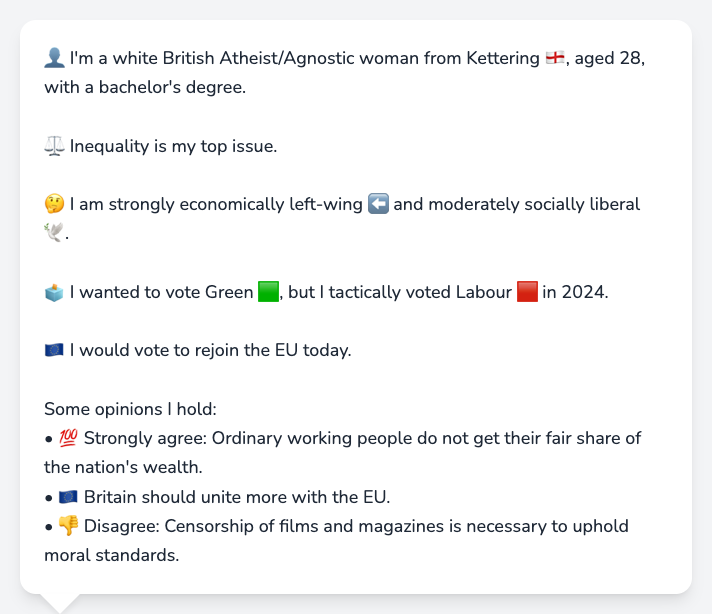 👤 I'm a white British Atheist/Agnostic woman from Kettering 🏴󠁧󠁢󠁥󠁮󠁧󠁿, aged 28,
with a bachelor's degree.
⚖️ Inequality is my top issue.
🤔 I am strongly economically left-wing ⬅️ and moderately socially liberal
🕊️.
🗳️ I wanted to vote Green 🟩, but I tactically voted Labour 🟥 in 2024.
🇪🇺 I would vote to rejoin the EU today.
Some opinions I hold:
• 💯 Strongly agree: Ordinary working people do not get their fair share of
the nation's wealth.
• 🇪🇺 Britain should unite more with the EU.
• 👎 Disagree: Censorship of films and magazines is necessary to uphold
moral standards.